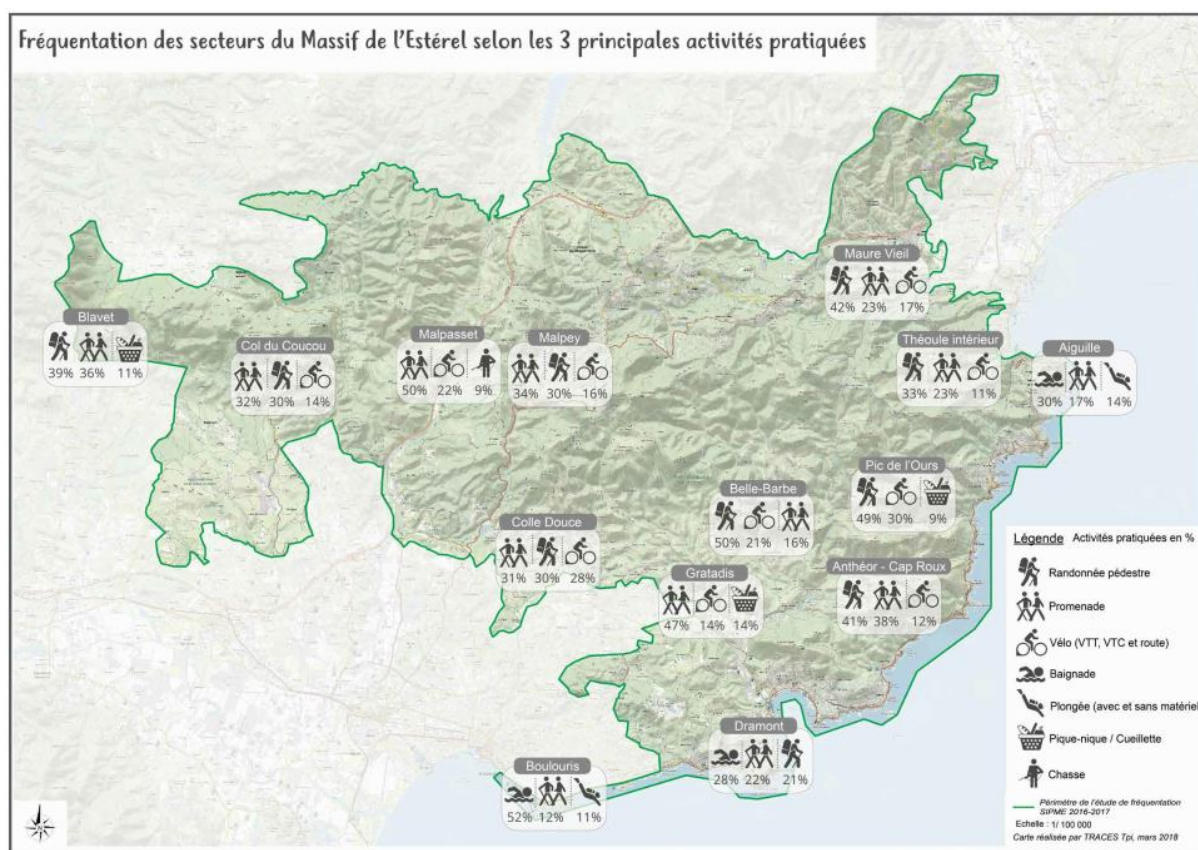 Fréquentation des secteurs du Massif de l'Estérel selon les 3 principales activités pratiquées
Maure Vieil
42% 23% 17%
Blavet
39% 36% 11%
Col du Coucou
32% 30% 14%
Malpasset
50% 22% 9%
Malpey
34% 30% 16%
Théoule intérieur
33% 23% 11%
Aiguille
30% 17% 14%
Pic de l'Ours
49% 30% 9%
Belle-Barbe
50% 21% 16%
Colle Douce
31% 30% 28%
Gratadis
47% 14% 14%
Anthéor - Cap Roux
41% 38% 12%
Dramont
28% 22% 21%
Boulouris
52% 12% 11%
Légende Activités pratiquées en %
Randonnée pédestre
Promenade
Vélo (VTT, VTC et route)
Baignade
Plongée (avec et sans matériel
Pique-nique / Cueillette
Chasse
Périmètre de l'étude de fréquentation
SIPME 2016-2017
Echelle : 1/ 100 000
Carte réalisée par TRACES Tpi, mars 2018
N